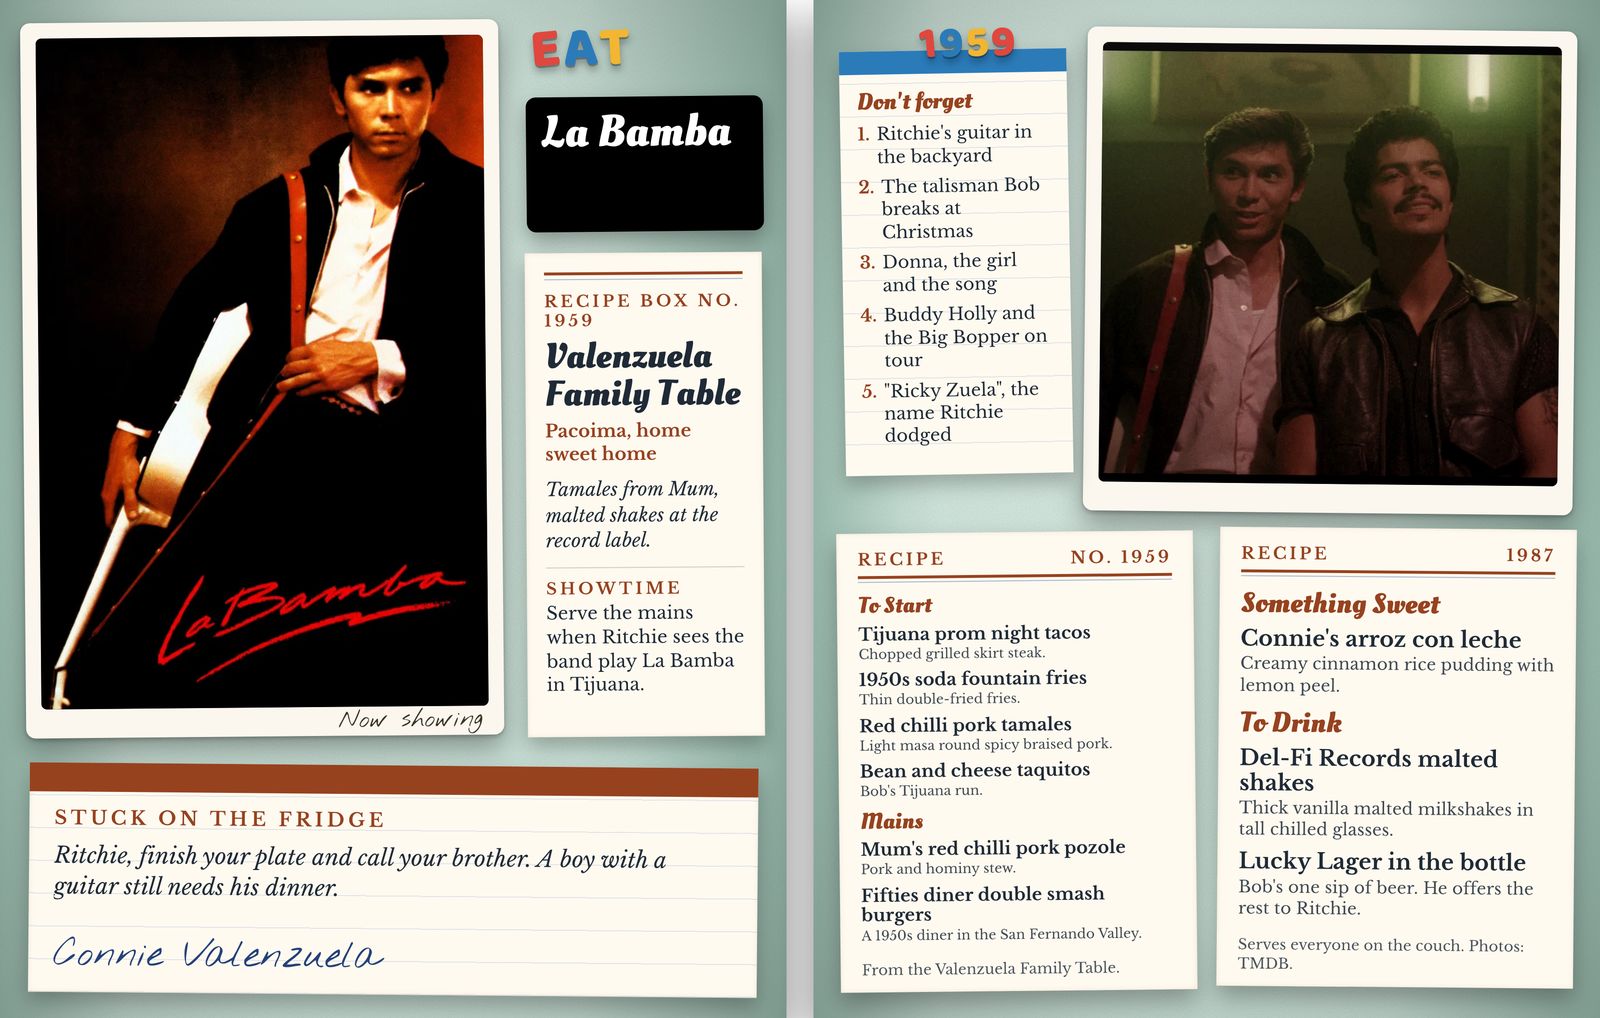 La Bamba
Now showing
EAT
La Bamba
RECIPE BOX NO.
1959
Valenzuela
Family Table
Pacoima, home
sweet home
Tamales from Mum,
malted shakes at the
record label.
SHOWTIME
Serve the mains
when Ritchie sees the
band play La Bamba
in Tijuana.
STUCK ON THE FRIDGE
Ritchie, finish your plate and call your brother. A boy with a
guitar still needs his dinner.
Connie Valenzuela
1959
Don't forget
1. Ritchie's guitar in
the backyard
2. The talisman Bob
breaks at
Christmas
3. Donna, the girl
and the song
4. Buddy Holly and
the Big Bopper on
tour
5. "Ricky Zuela", the
name Ritchie
dodged
RECIPE NO. 1959
To Start
Tijuana prom night tacos
Chopped grilled skirt steak.
1950s soda fountain fries
Thin double-fried fries.
Red chilli pork tamales
Light masa round spicy braised pork.
Bean and cheese taquitos
Bob's Tijuana run.
Mains
Mum's red chilli pork pozole
Pork and hominy stew.
Fifties diner double smash
burgers
A 1950s diner in the San Fernando Valley.
From the Valenzuela Family Table.
RECIPE 1987
Something Sweet
Connie's arroz con leche
Creamy cinnamon rice pudding with
lemon peel.
To Drink
Del-Fi Records malted
shakes
Thick vanilla malted milkshakes in
tall chilled glasses.
Lucky Lager in the bottle
Bob's one sip of beer. He offers the
rest to Ritchie.
Serves everyone on the couch. Photos:
TMDB.